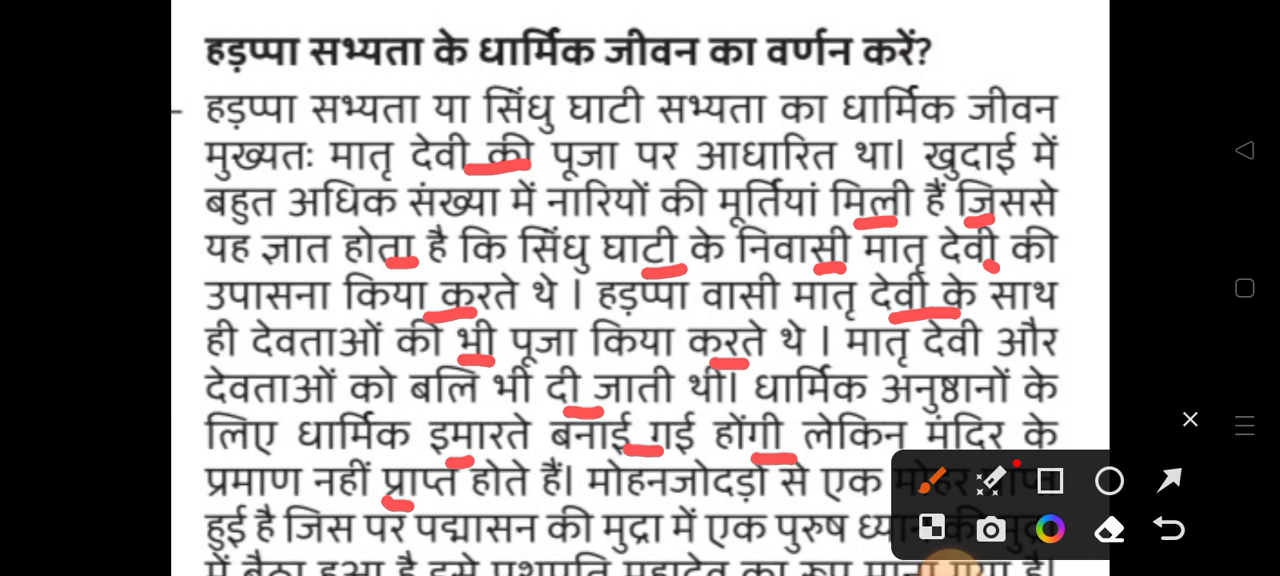 हड़प्पा सभ्यता के धार्मिक जीवन का वर्णन करें?
- हड़प्पा सभ्यता या सिंधु घाटी सभ्यता का धार्मिक जीवन
मुख्यतः मातृ देवी की पूजा पर आधारित था। खुदाई में
बहुत अधिक संख्या में नारियों की मूर्तियां मिली हैं जिससे
यह ज्ञात होता है कि सिंधु घाटी के निवासी मातृ देवी की
उपासना किया करते थे । हड़प्पा वासी मातृ देवी के साथ
ही देवताओं की भी पूजा किया करते थे । मातृ देवी और
देवताओं को बलि भी दी जाती थी। धार्मिक अनुष्ठानों के
लिए धार्मिक इमारते बनाई गई होंगी लेकिन मंदिर के
प्रमाण नहीं प्राप्त होते हैं। मोहनजोदड़ो से एक
हुई है जिस पर पद्मासन की मुद्रा में एक पुरुष